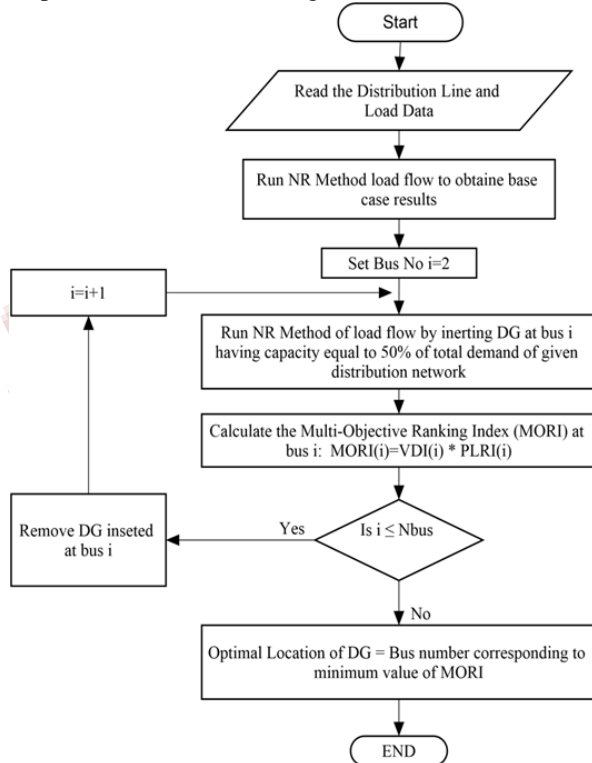 Start
Read the Distribution Line and
Load Data
Run NR Method load flow to obtaine base
case results
Set Bus No i=2
i=i+1
Run NR Method of load flow by inerting DG at bus i
having capacity equal to 50% of total demand of given
distribution network
Calculate the Multi-Objective Ranking Index (MORI) at
bus i: MORI(i)=VDI(i) * PLRI(i)
Remove DG inseted
at bus i
Yes
Is i ≤ Nbus
No
Optimal Location of DG = Bus number corresponding to
minimum value of MORI
END